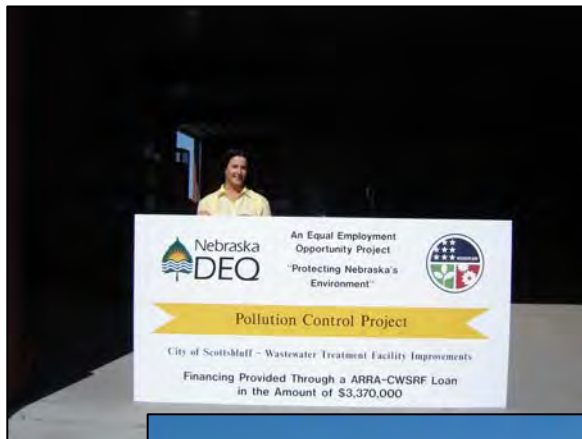 Nebraska
DEQ
An Equal Employment
Opportunity Project
"Protecting Nebraska's
Environment"
Pollution Control Project
City of Scottsbluff - Wastewater Treatment Facility Improvements
Financing Provided Through a ARRA-CWSRF Loan
in the Amount of $3,370,000